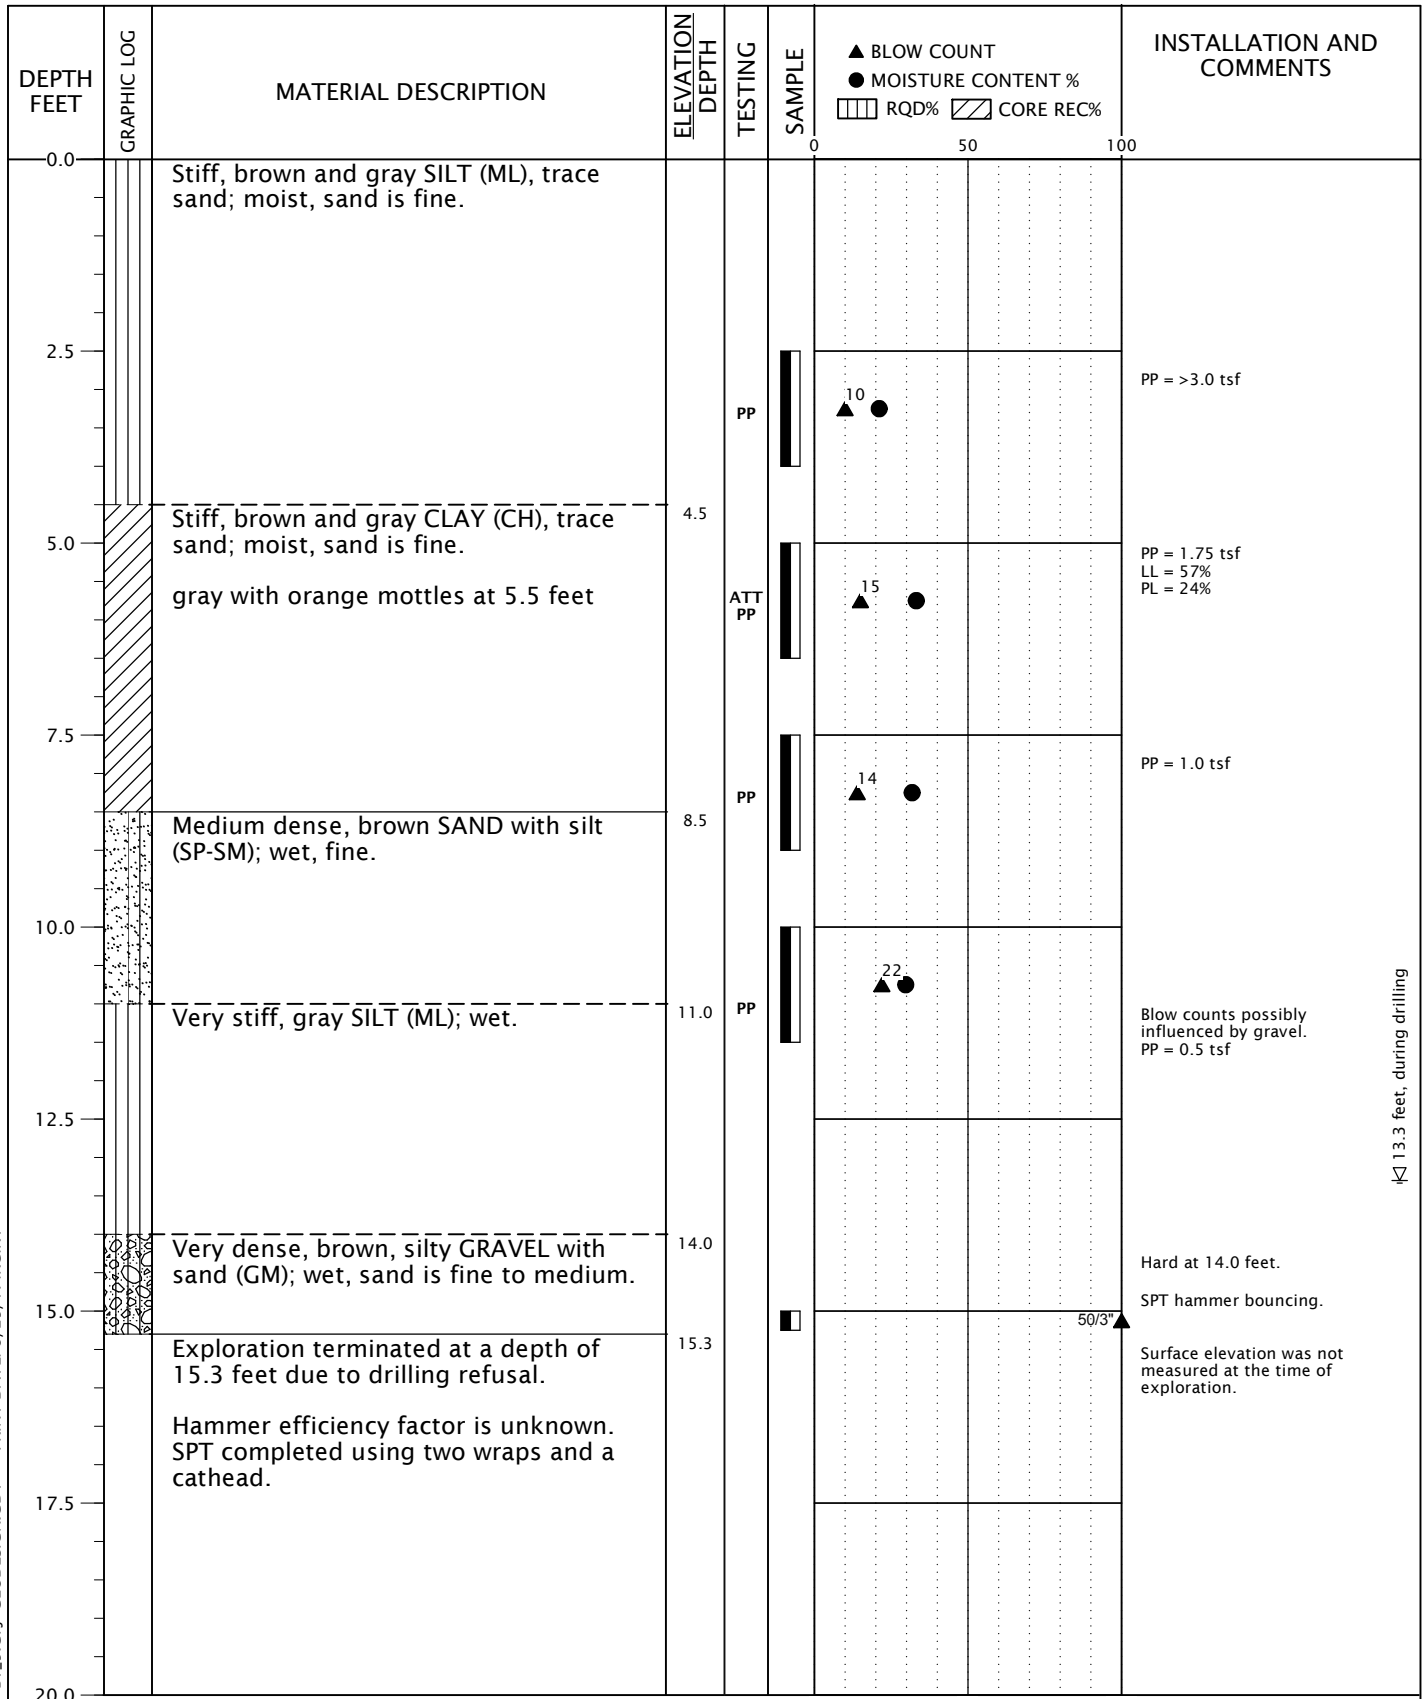 DEPTH
FEET
GRAPHIC LOG
MATERIAL DESCRIPTION
ELEVATION
DEPTH
TESTING
SAMPLE
▲ BLOW COUNT
● MOISTURE CONTENT %
RQD% CORE REC%
0 50 100
INSTALLATION AND
COMMENTS
0.0
Stiff, brown and gray SILT (ML), trace
sand; moist, sand is fine.
2.5
PP
10
PP = >3.0 tsf
4.5
Stiff, brown and gray CLAY (CH), trace
sand; moist, sand is fine.
gray with orange mottles at 5.5 feet
5.0
ATT
PP
15
PP = 1.75 tsf
LL = 57%
PL = 24%
7.5
PP
14
PP = 1.0 tsf
8.5
Medium dense, brown SAND with silt
(SP-SM); wet, fine.
10.0
22
11.0
PP
Very stiff, gray SILT (ML); wet.
Blow counts possibly
influenced by gravel.
PP = 0.5 tsf
12.5
13.3 feet, during drilling
14.0
Very dense, brown, silty GRAVEL with
sand (GM); wet, sand is fine to medium.
Hard at 14.0 feet.
SPT hammer bouncing.
15.0
50/3"
15.3
Exploration terminated at a depth of
15.3 feet due to drilling refusal.
Surface elevation was not
measured at the time of
exploration.
Hammer efficiency factor is unknown.
SPT completed using two wraps and a
cathead.
17.5
20.0